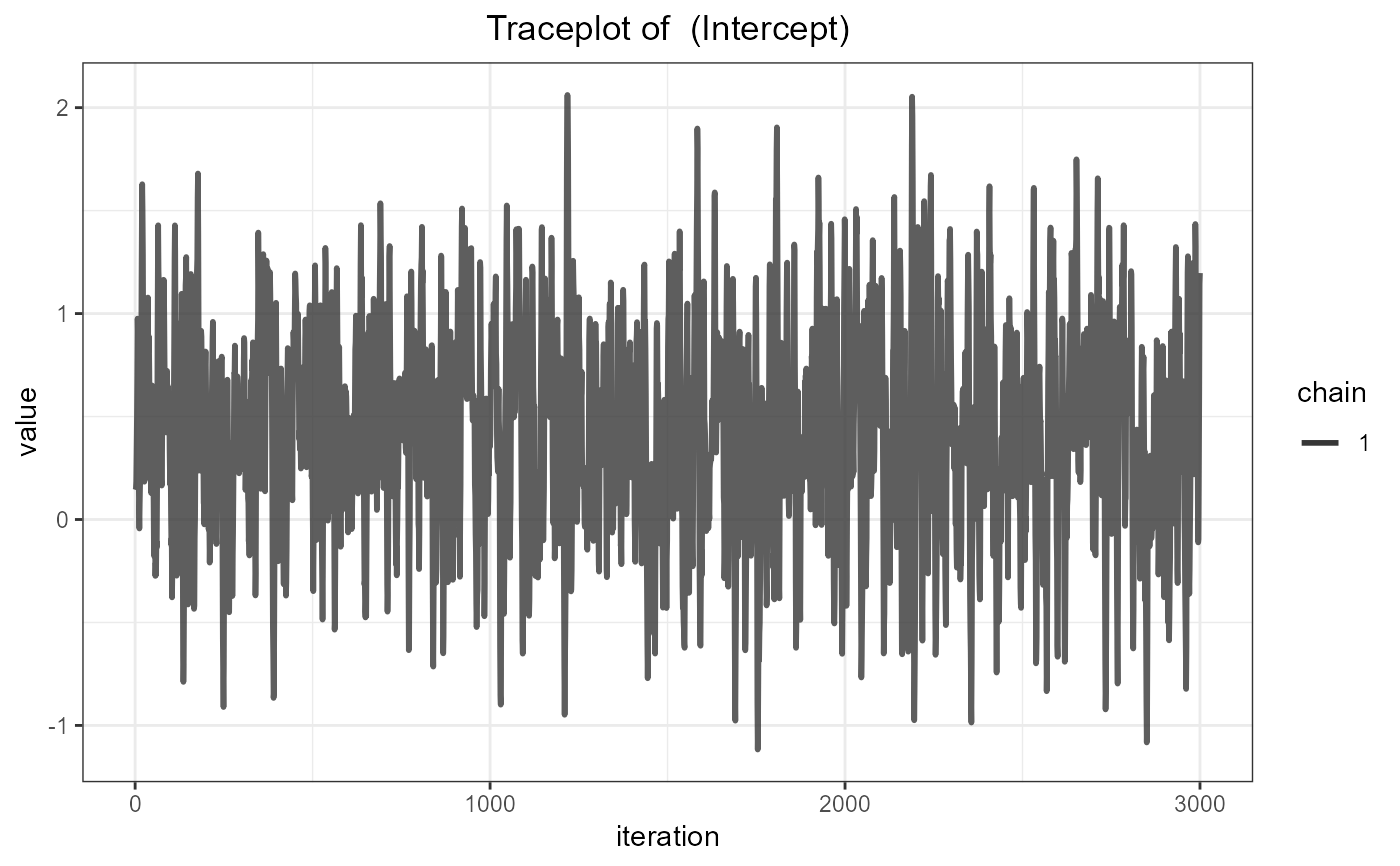 Traceplot of  (Intercept)
value
2
1
0
-1
0 1000 2000 3000
iteration
chain
1